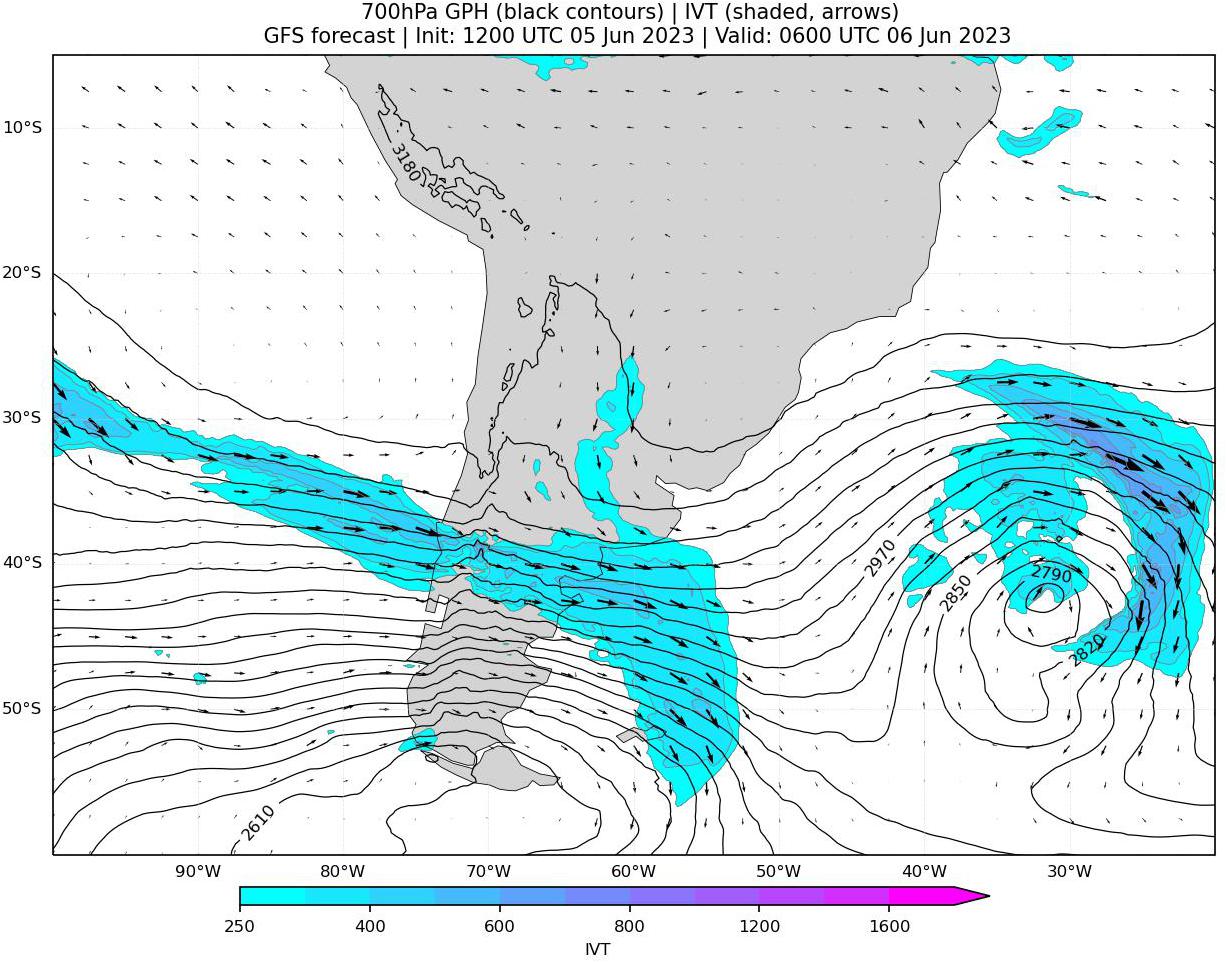 700hPa GPH (black contours) | IVT (shaded, arrows)
GFS forecast | Init: 1200 UTC 05 Jun 2023 | Valid: 0600 UTC 06 Jun 2023
10°S
3180
20°S
30°S
2970
40°S
2790
2850
2820
50°S
2610
90°W 80°W 70°W 60°W 50°W 40°W 30°W
250 400 600 800 1200 1600
IVT